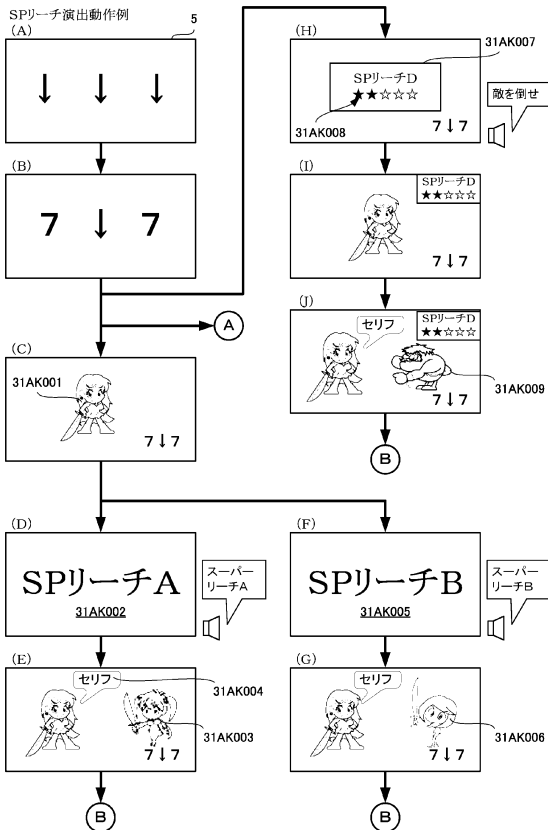 SPリーチ演出動作例
(A)
5
↓ ↓ ↓
(B)
7 ↓ 7
A
(C)
31AK001
7↓7
(D)
SPリーチA
31AK002
スーパー
リーチA
(E)
セリフ
31AK004
31AK003
7↓7
B
(F)
SPリーチB
31AK005
スーパー
リーチB
(G)
セリフ
31AK006
7↓7
B
(H)
31AK007
SPリーチD
★★☆☆☆
31AK008
7↓7
敵を倒せ
(I)
SPリーチD
★★☆☆☆
7↓7
(J)
セリフ
SPリーチD
★★☆☆☆
31AK009
7↓7
B